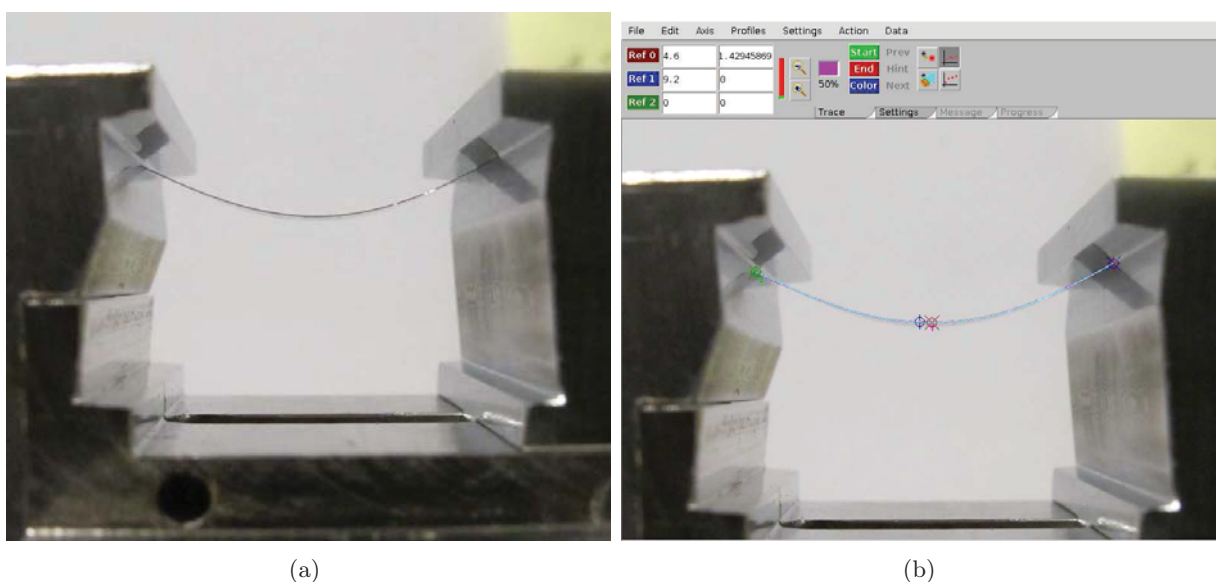 File Edit Axis Profiles Settings Action Data
Ref 0 4.6 1.42945869
Ref 1 9.2 0
Ref 2 0 0
50%
Start Prev
End Hint
Color Next
Trace Settings Message Progress
(a) (b)